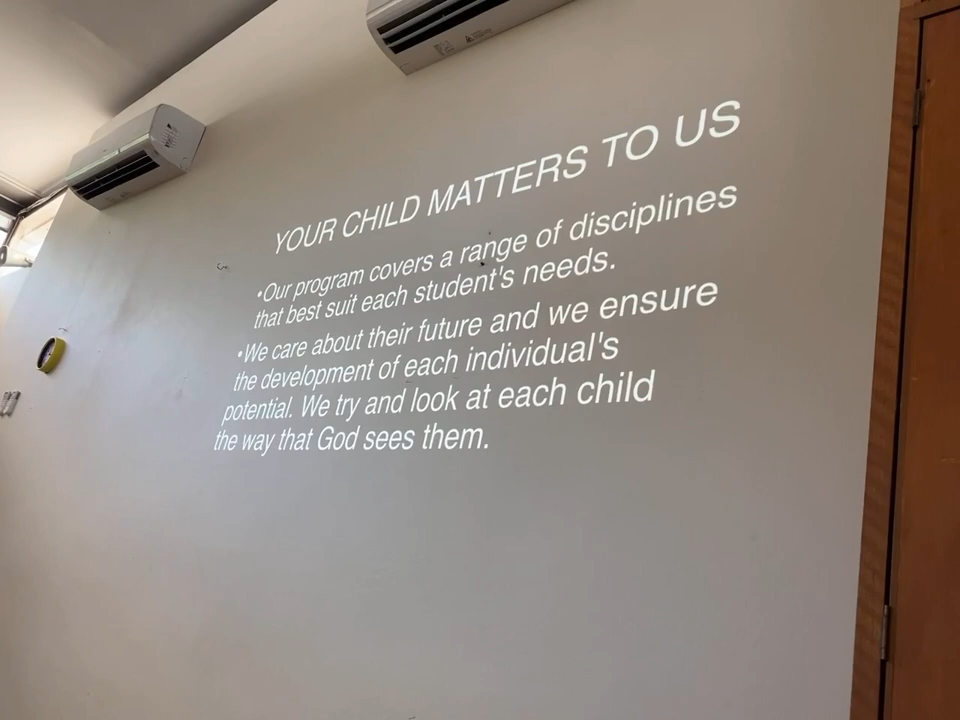 YOUR CHILD MATTERS TO US
•Our program covers a range of disciplines
that best suit each student's needs.
•We care about their future and we ensure
the development of each individual's
potential. We try and look at each child
the way that God sees them.